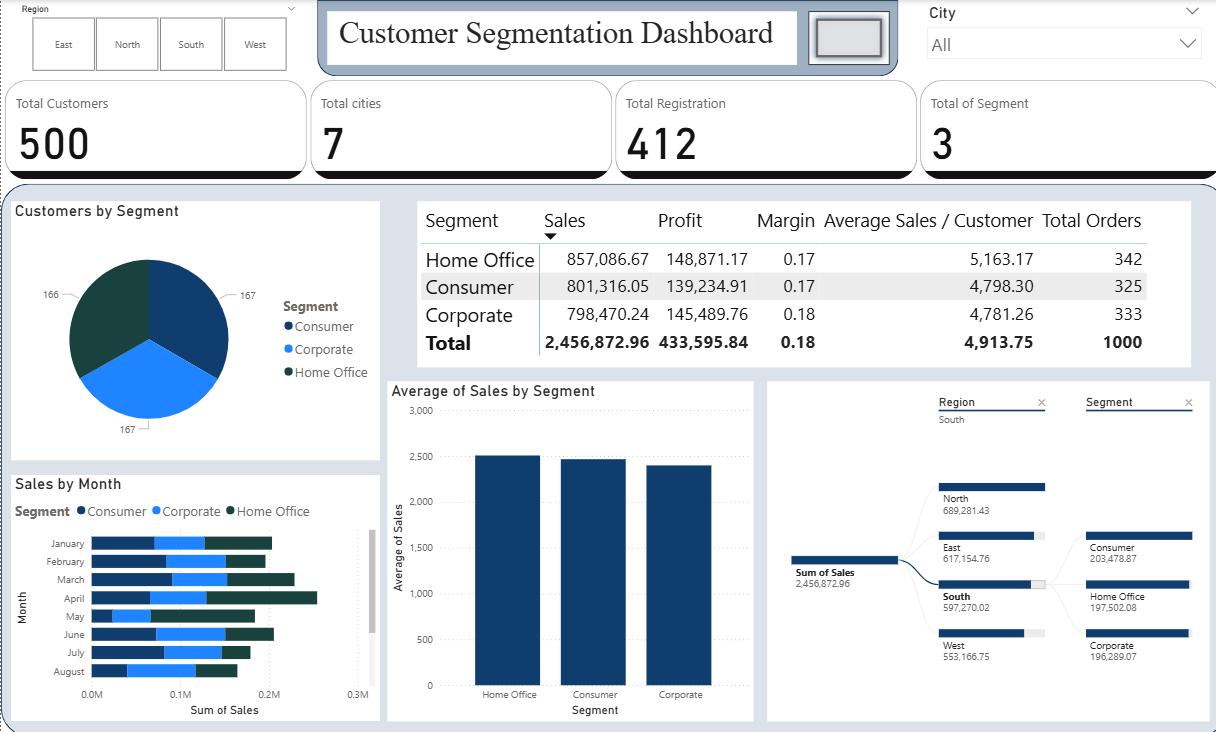 Region
East North South West
Customer Segmentation Dashboard
City
All
Total Customers
500
Total cities
7
Total Registration
412
Total of Segment
3
Customers by Segment
166
167
167
Segment
Consumer
Corporate
Home Office
Segment Sales Profit Margin Average Sales / Customer Total Orders
Home Office 857,086.67 148,871.17 0.17 5,163.17 342
Consumer 801,316.05 139,234.91 0.17 4,798.30 325
Corporate 798,470.24 145,489.76 0.18 4,781.26 333
Total 2,456,872.96 433,595.84 0.18 4,913.75 1000
Sales by Month
Segment Consumer Corporate Home Office
Month
January
February
March
April
May
June
July
August
0.0M 0.1M 0.2M 0.3M
Sum of Sales
Average of Sales by Segment
Average of Sales
3,000
2,500
2,000
1,500
1,000
500
0
Home Office Consumer Corporate
Segment
Region Segment
South
Sum of Sales
2,456,872.96
North
689,281.43
East
617,154.76
South
597,270.02
West
553,166.75
Consumer
203,478.87
Home Office
197,502.08
Corporate
196,289.07